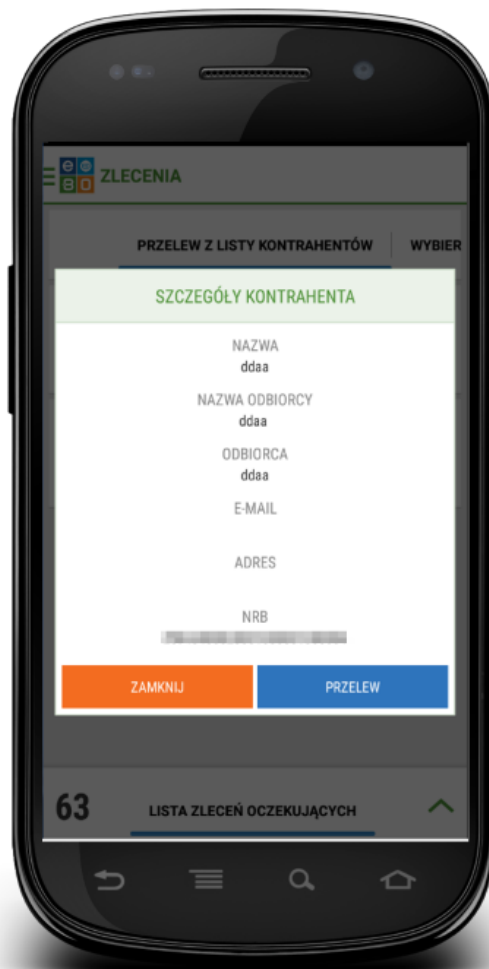 eBO ZLECENIA
PRZELEW Z LISTY KONTRAHENTÓW WYBIER
SZCZEGÓŁY KONTRAHENTA
NAZWA
ddaa
NAZWA ODBIORCY
ddaa
ODBIORCA
ddaa
E-MAIL
ADRES
NRB
ZAMKNIJ PRZELEW
63 LISTA ZLECEŃ OCZEKUJĄCYCH